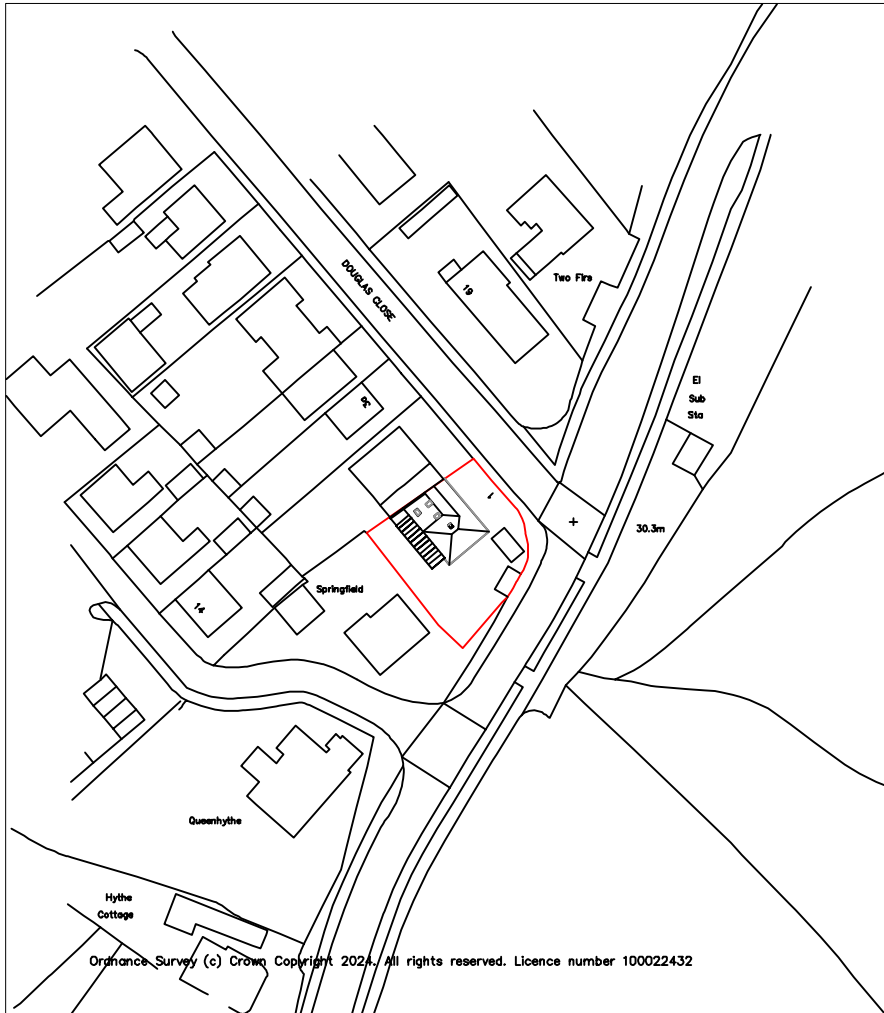 DOUGLAS CLOSE
Two Firs
19
El
Sub
Sta
30.3m
Springfield
14
Queenhythe
Hythe
Cottage
Ordnance Survey (c) Crown Copyright 2024. All rights reserved. Licence number 100022432